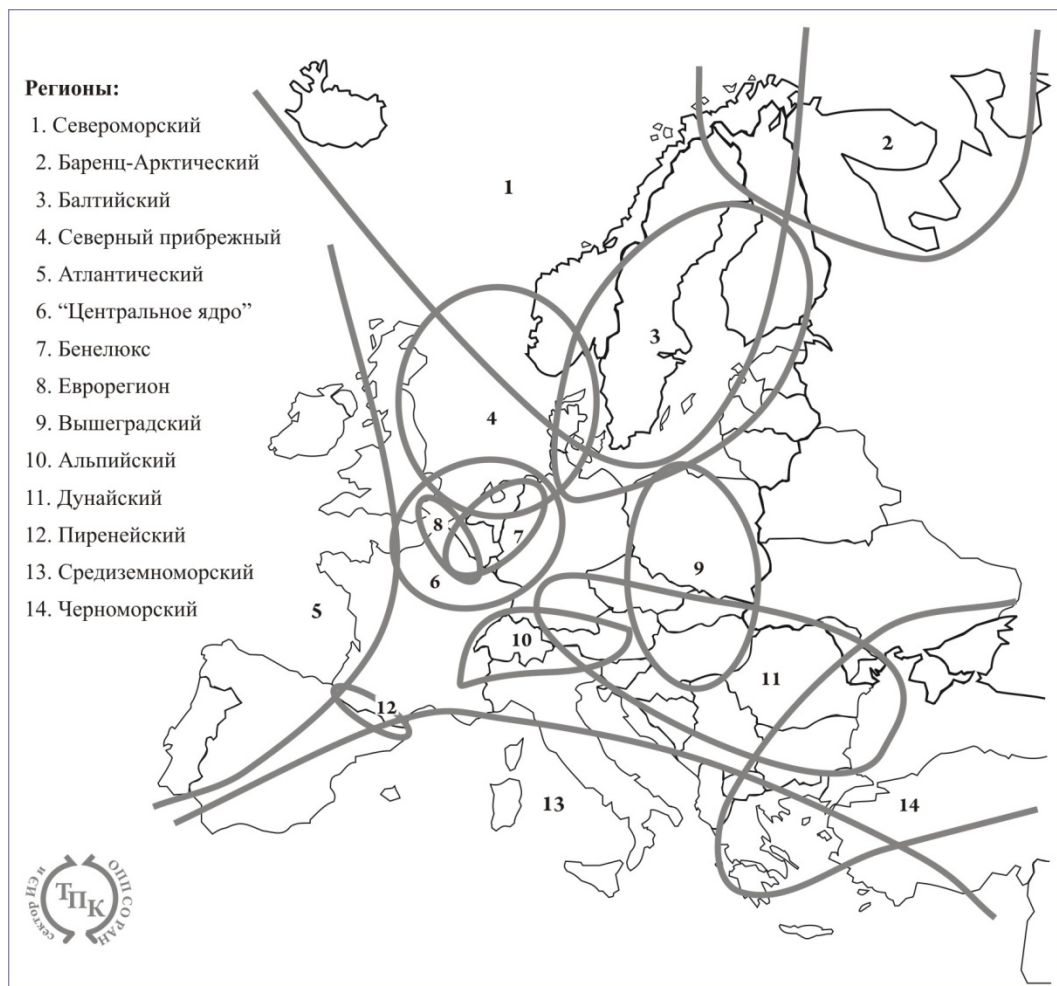 Регионы:
1. Североморский
2. Баренц-Арктический
3. Балтийский
4. Северный прибрежный
5. Атлантический
6. “Центральное ядро”
7. Бенелюкс
8. Еврорегион
9. Вышеградский
10. Альпийский
11. Дунайский
12. Пиренейский
13. Средиземноморский
14. Черноморский
1
2
3
4
5
6
7
8
9
10
11
12
13
14
сектор ИЭ и
ОПП СО РАН
ТПК